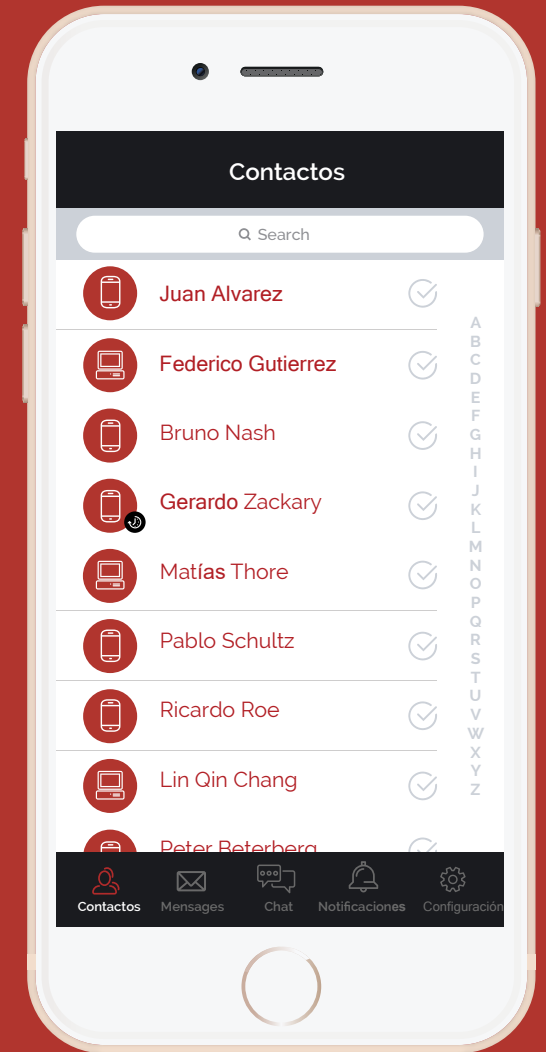 Contactos
Search
Juan Alvarez
Federico Gutierrez
Bruno Nash
Gerardo Zackary
Matías Thore
Pablo Schultz
Ricardo Roe
Lin Qin Chang
Peter Beterberg
A
B
C
D
E
F
G
H
I
J
K
L
M
N
O
P
Q
R
S
T
U
V
W
X
Y
Z
Contactos Mensages Chat Notificaciones Configuración